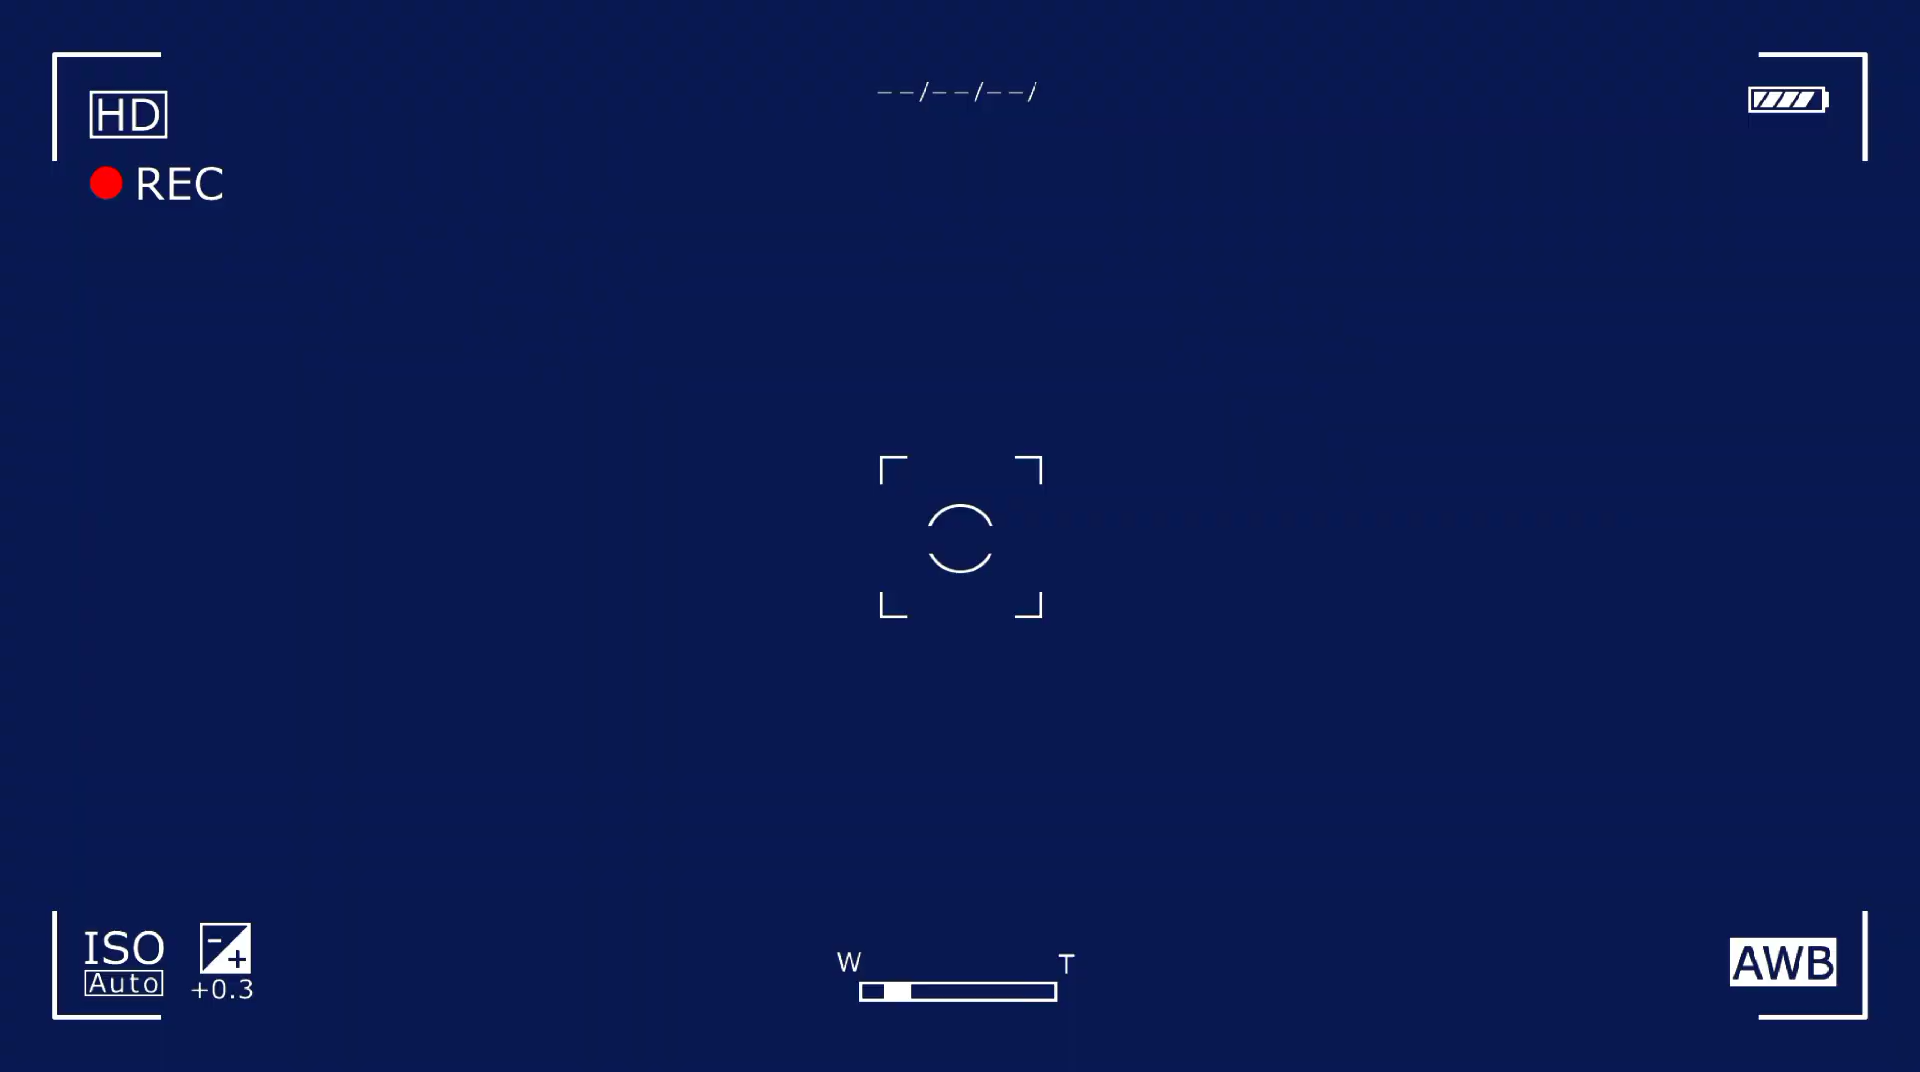 HD
--/--/--/
REC
ISO
Auto
- +
+0.3
W T
AWB